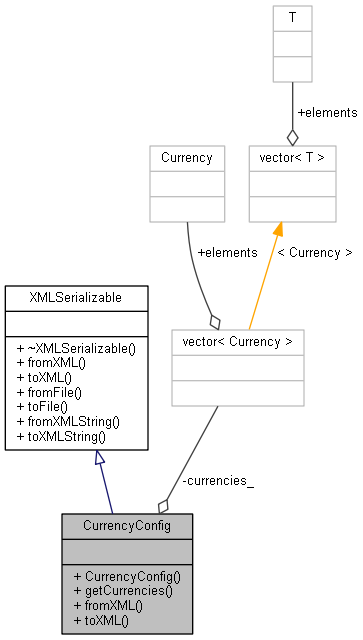 T
+elements
Currency
vector< T >
+elements
< Currency >
XMLSerializable
+ ~XMLSerializable()
+ fromXML()
+ toXML()
+ fromFile()
+ toFile()
+ fromXMLString()
+ toXMLString()
vector< Currency >
-currencies_
CurrencyConfig
+ CurrencyConfig()
+ getCurrencies()
+ fromXML()
+ toXML()